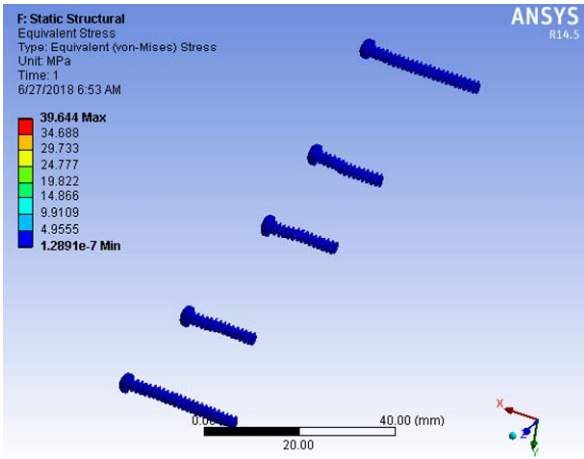 F: Static Structural
Equivalent Stress
Type: Equivalent (von-Mises) Stress
Unit: MPa
Time: 1
6/27/2018 6:53 AM
ANSYS
R14.5
39.644 Max
34.688
29.733
24.777
19.822
14.866
9.9109
4.9555
1.2891e-7 Min
0.00
40.00 (mm)
20.00
X
Z
Y